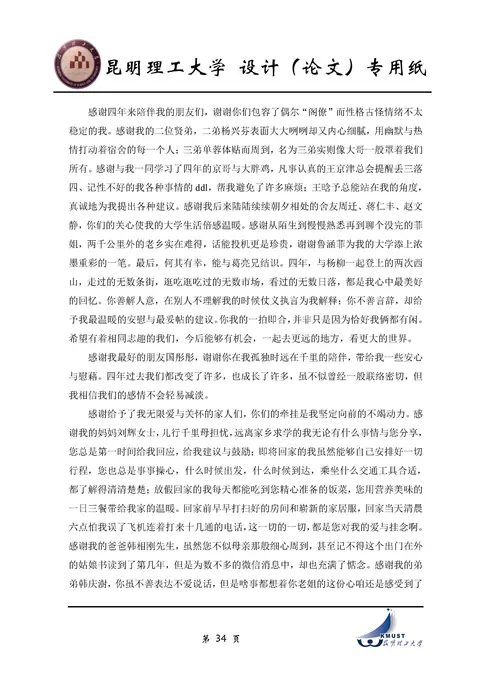 昆明理工大学 设计（论文）专用纸
感谢四年来陪伴我的朋友们，谢谢你们包容了偶尔“阁僚”而性格古怪情绪不太
稳定的我。感谢我的二位贤弟，二弟杨兴芬表面大大咧咧却又内心细腻，用幽默与热
情打动着宿舍的每一个人；三弟单蓉体贴而周到，名为三弟实则像大哥一般罩着我们
所有。感谢与我一同学习了四年的京哥与大胖鸡，凡事认真的王京津总会提醒丢三落
四、记性不好的我各种事情的 ddl，帮我避免了许多麻烦；王晗予总能站在我的角度，
真诚地为我提出各种建议。感谢我后来陆陆续续朝夕相处的舍友周迁、蒋仁丰、赵文
静，你们的关心使我的大学生活倍感温暖。感谢从陌生到慢慢熟悉再到聊个没完的菲
姐，两千公里外的老乡实在难得，话能投机更是珍贵，谢谢鲁涵菲为我的大学添上浓
墨重彩的一笔。最后，何其有幸，能与葛亮兄结识。四年，与杨柳一起登上的两次西
山，走过的无数条街，逛吃逛吃过的无数市场，看过的无数日落，都是我心中最美好
的回忆。你善解人意，在别人不理解我的时候仗义执言为我解释；你不善言辞，却给
予我最温暖的安慰与最妥帖的建议。你我的一拍即合，并非只是因为恰好我俩都有闲。
希望有着相同志趣的我们，今后能够有机会，一起去更远的地方，看更大的世界。
感谢我最好的朋友国彤彤，谢谢你在我孤独时远在千里的陪伴，带给我一些安心
与慰藉。四年过去我们都改变了许多，也成长了许多，虽不似曾经一般联络密切，但
我相信我们的感情不会轻易减淡。
感谢给予了我无限爱与关怀的家人们，你们的牵挂是我坚定向前的不竭动力。感
谢我的妈妈刘辉女士，儿行千里母担忧，远离家乡求学的我无论有什么事情与您分享，
您总是第一时间给我回应，给我建议与鼓励；即将回家的我虽然能够自己安排好一切
行程，您也总是事事操心，什么时候出发，什么时候到达，乘坐什么交通工具合适，
都了解得清清楚楚；放假回家的我每天都能吃到您精心准备的饭菜，您用营养美味的
一日三餐带给我家的温暖。回家前早早打扫好的房间和崭新的家居服，回家当天清晨
六点怕我误了飞机连着打来十几通的电话，这一切的一切，都是您对我的爱与挂念啊。
感谢我的爸爸韩相刚先生，虽然您不似母亲那般细心周到，甚至记不得这个出门在外
的姑娘书读到了第几年，但是为数不多的微信消息中，却也充满了惦念。感谢我的弟
弟韩庆澍，你虽不善表达不爱说话，但是啥事都想着你老姐的这份心咱还是感受到了
第 34 页
KMUST
昆明理工大学